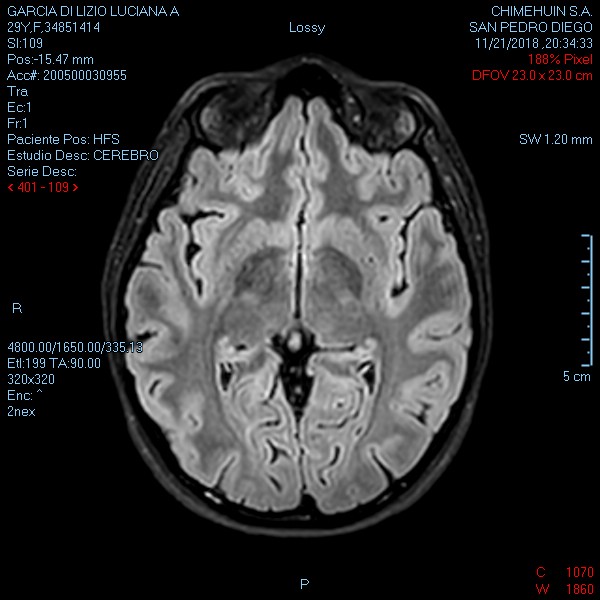 GARCIA DI LIZIO LUCIANA A
29Y,F,34851414
Sl:109
Pos:-15.47 mm
Acc#: 200500030955
Tra
Ec:1
Fr:1
Paciente Pos: HFS
Estudio Desc: CEREBRO
Serie Desc:
< 401 - 109 >
Lossy
CHIMEHUIN S.A.
SAN PEDRO DIEGO
11/21/2018 ,20:34:33
188% Pixel
DFOV 23.0 x 23.0 cm
SW 1.20 mm
R
4800.00/1650.00/335.13
Etl:199 TA:90.00
320x320
Enc: ^
2nex
5 cm
P
C 1070
W 1860